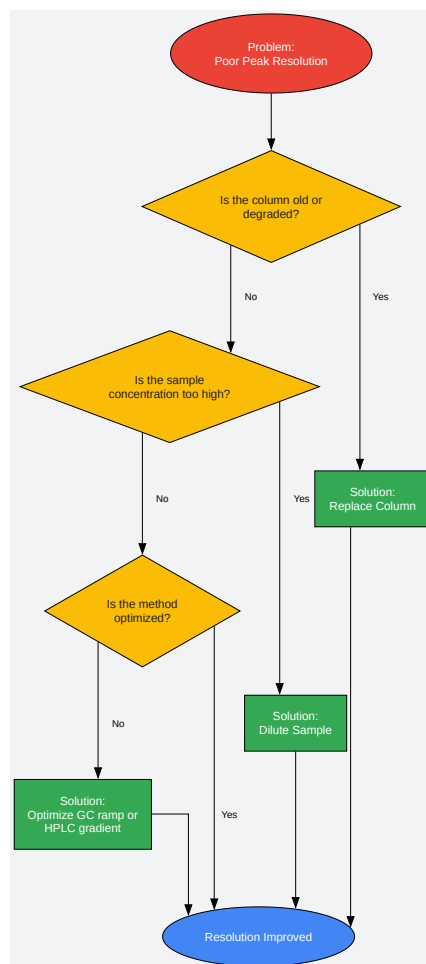 Problem:
Poor Peak Resolution
Is the column old or
degraded?
No
Yes
Is the sample
concentration too high?
Solution:
Replace Column
No
Yes
Is the method
optimized?
Solution:
Dilute Sample
No
Solution:
Optimize GC ramp or
HPLC gradient
Yes
Resolution Improved